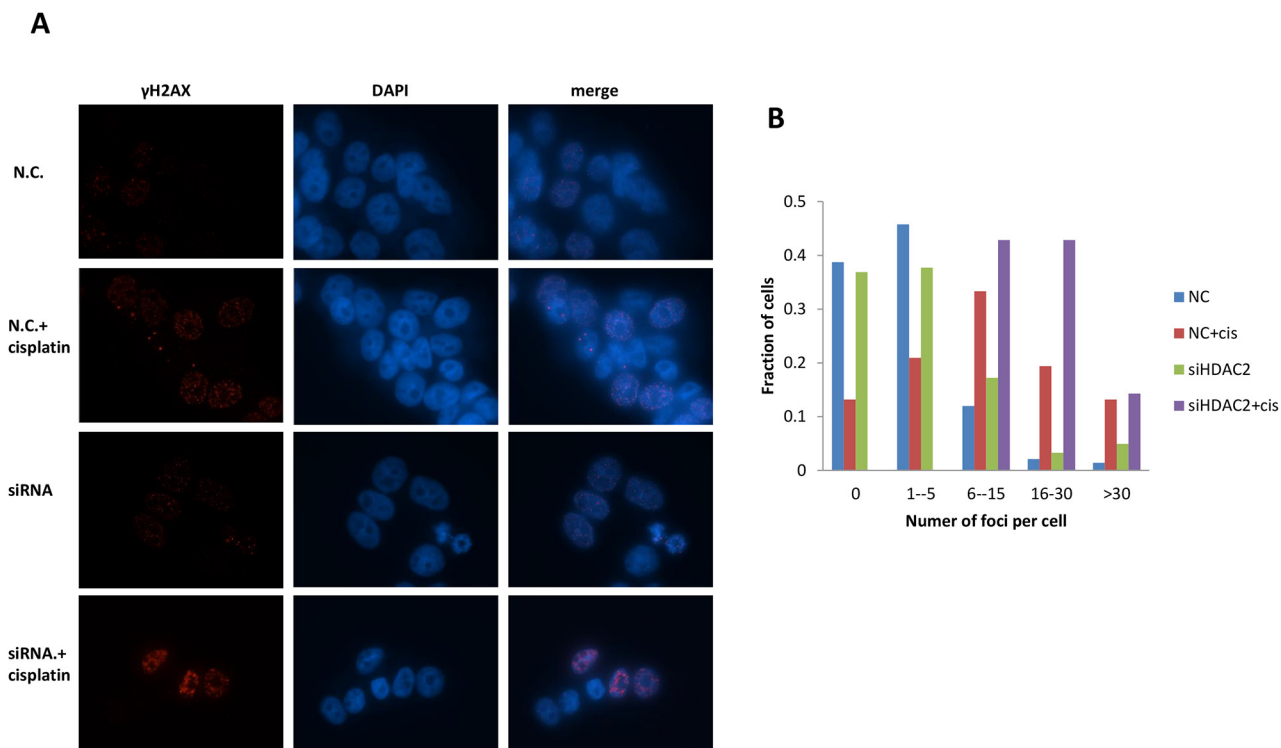 A
γH2AX
DAPI
merge
N.C.
N.C.+
cisplatin
siRNA
siRNA.+
cisplatin
B
0.5
0.4
0.3
0.2
0.1
0
Fraction of cells
0
1--5
6--15
16-30
>30
Numer of foci per cell
NC
NC+cis
siHDAC2
siHDAC2+cis